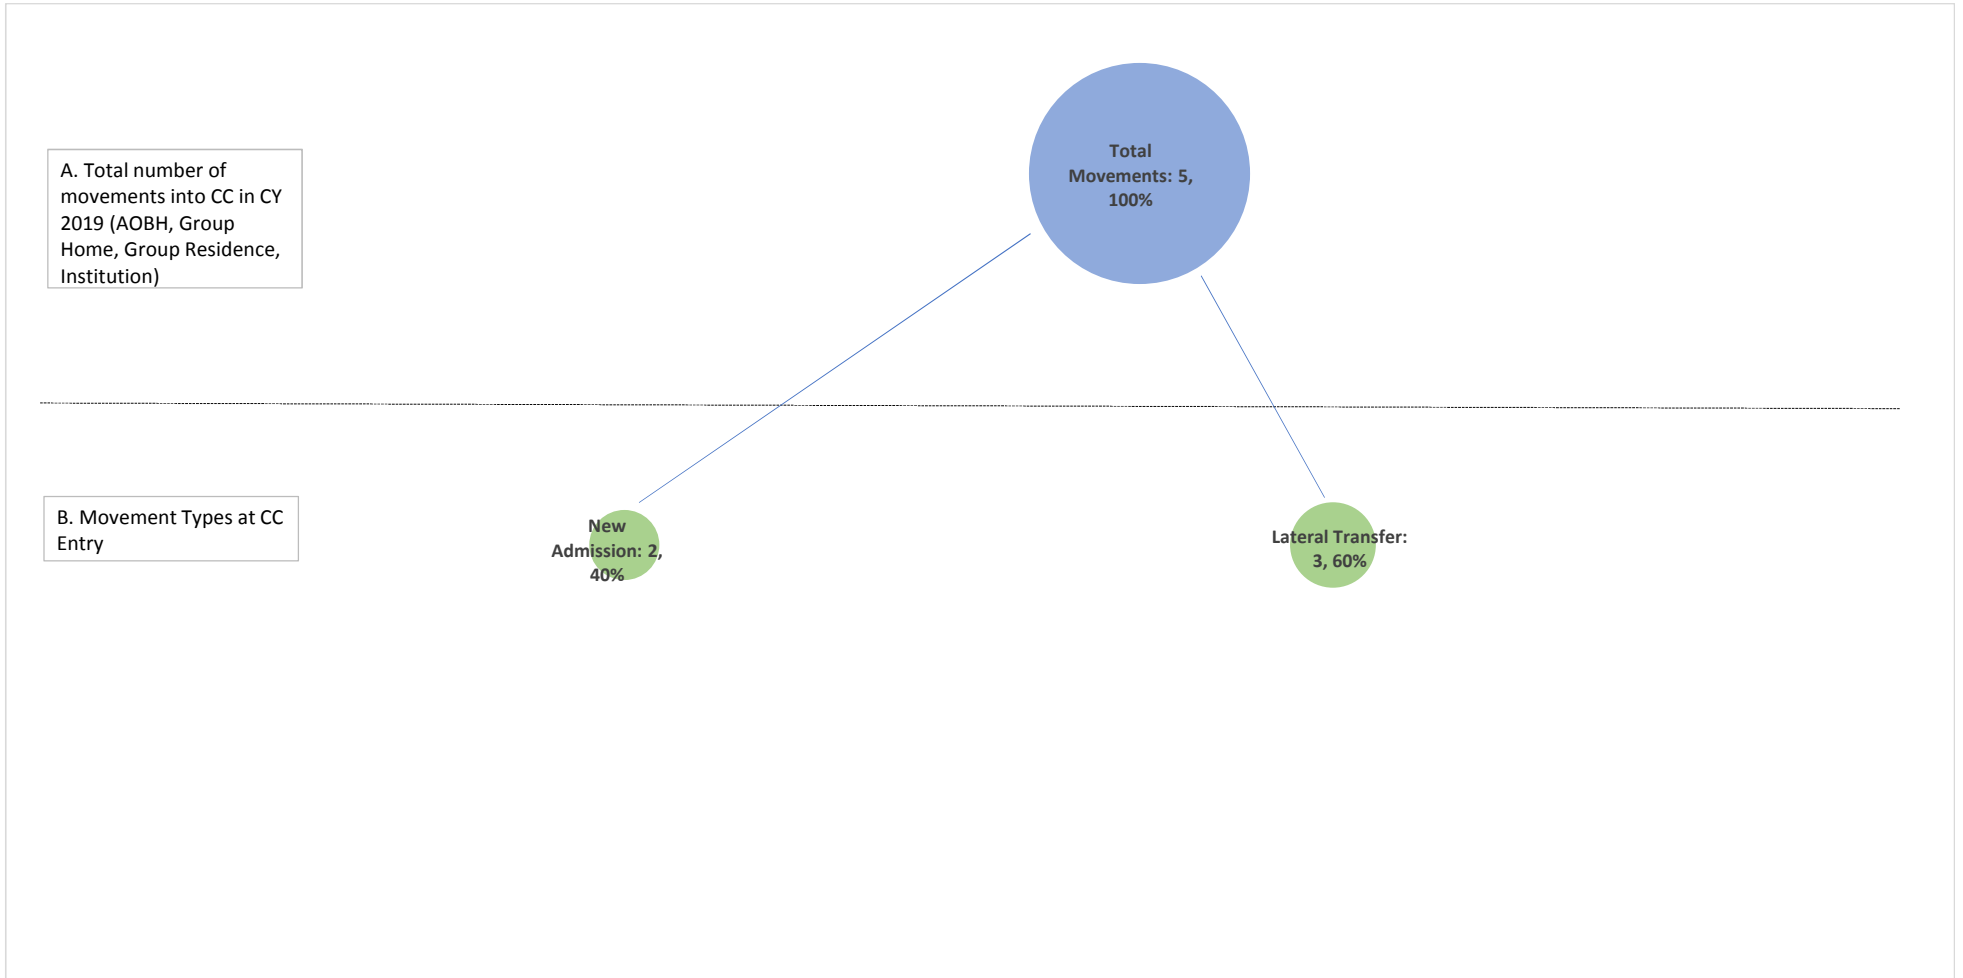 A. Total number of
movements into CC in CY
2019 (AOBH, Group
Home, Group Residence,
Institution)
Total
Movements: 5,
100%
B. Movement Types at CC
Entry
New
Admission: 2,
40%
Lateral Transfer:
3, 60%